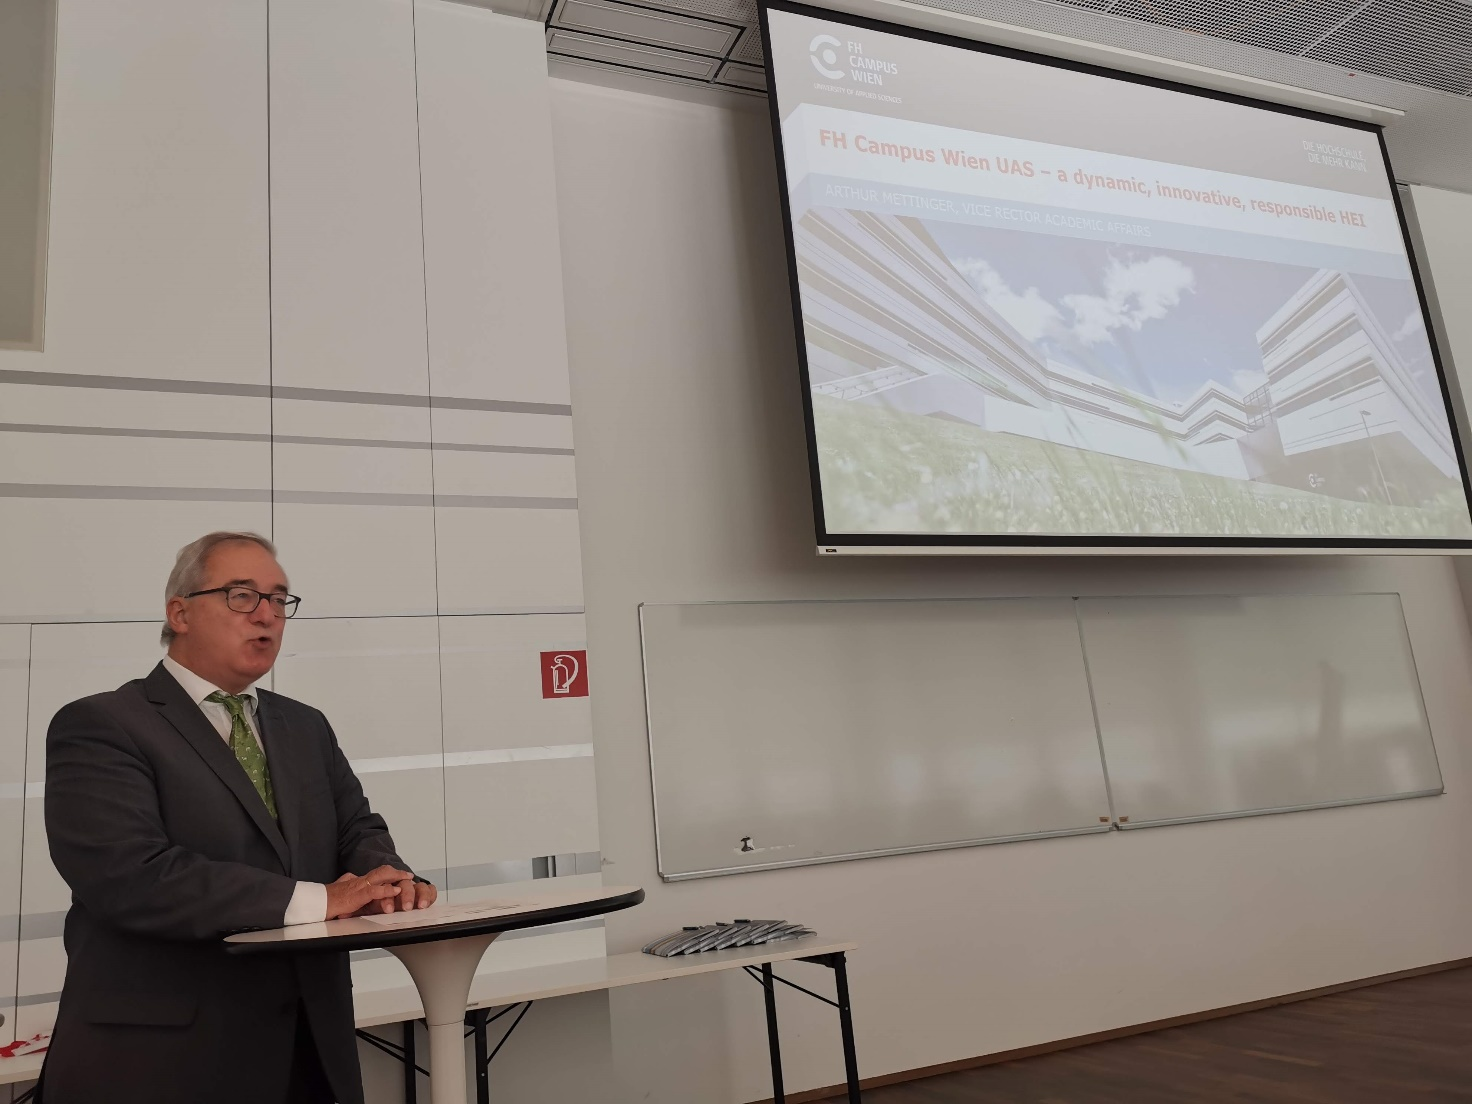 FH
CAMPUS
WIEN
UNIVERSITY OF APPLIED SCIENCES
DIE HOCHSCHULE.
DIE MEHR KANN.
FH Campus Wien UAS – a dynamic, innovative, responsible HEI
ARTHUR METTINGER, VICE RECTOR ACADEMIC AFFAIRS